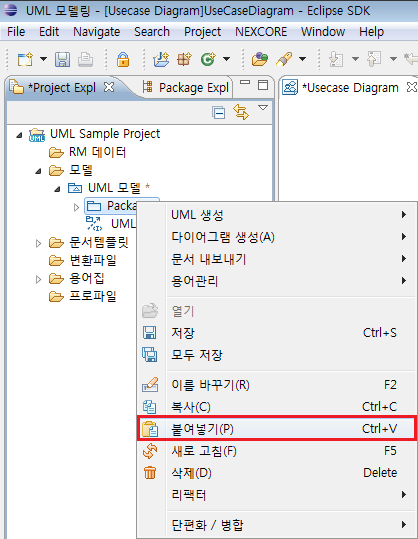 UML 모델링 - [Usecase Diagram]UseCaseDiagram - Eclipse SDK
File Edit Navigate Search Project NEXCORE Window Help
*Project Expl Package Expl *Usecase Diagram
UML Sample Project
RM 데이터
모델
UML 모델 *
Packa
UML
문서템플릿
변환파일
용어집
프로파일
UML 생성
다이어그램 생성(A)
문서 내보내기
용어관리
열기
저장 Ctrl+S
모두 저장
이름 바꾸기(R) F2
복사(C) Ctrl+C
붙여넣기(P) Ctrl+V
새로 고침(F) F5
삭제(D) Delete
리팩터
단편화 / 병합